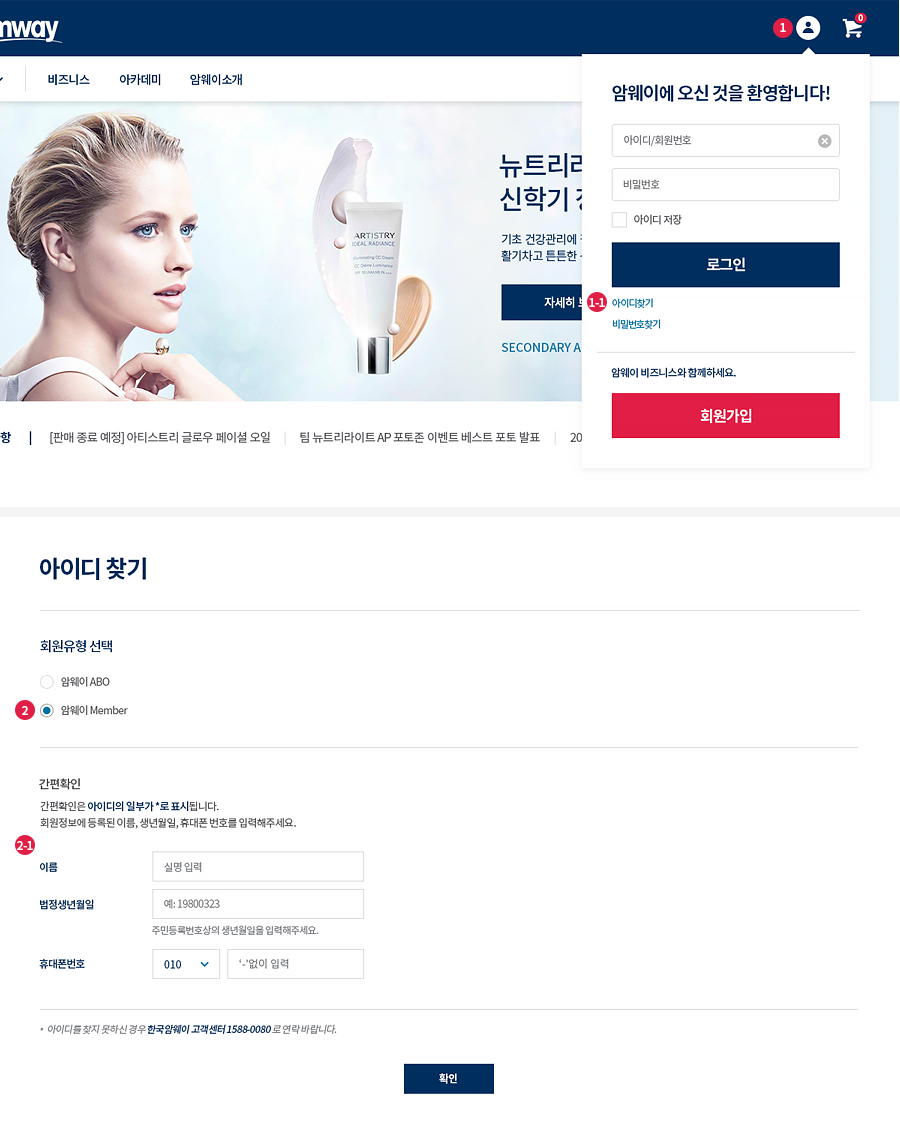 mway
1
0
비즈니스
아카데미
암웨이소개
암웨이에 오신 것을 환영합니다!
아이디/회원번호
비밀번호
아이디 저장
로그인
1-1
아이디찾기
비밀번호찾기
암웨이 비즈니스와 함께하세요.
회원가입
ARTISTRY
IDEAL RADIANCE
Illuminating CC Cream
뉴트리라
신학기
기초 건강관리에
활기차고 튼튼한
자세히
SECONDARY A
항
[판매 종료 예정] 아티스트리 글로우 페이셜 오일
팀 뉴트리라이트 AP 포토존 이벤트 베스트 포토 발표
20
아이디 찾기
회원유형 선택
암웨이 ABO
2
암웨이 Member
간편확인
간편확인은 아이디의 일부가 *로 표시됩니다.
회원정보에 등록된 이름, 생년월일, 휴대폰 번호를 입력해주세요.
2-1
이름
실명 입력
법정생년월일
예: 19800323
주민등록번호상의 생년월일을 입력해주세요.
휴대폰번호
010
'-'없이 입력
* 아이디를 찾지 못하신 경우 한국암웨이 고객센터 1588-0080 로 연락 바랍니다.
확인